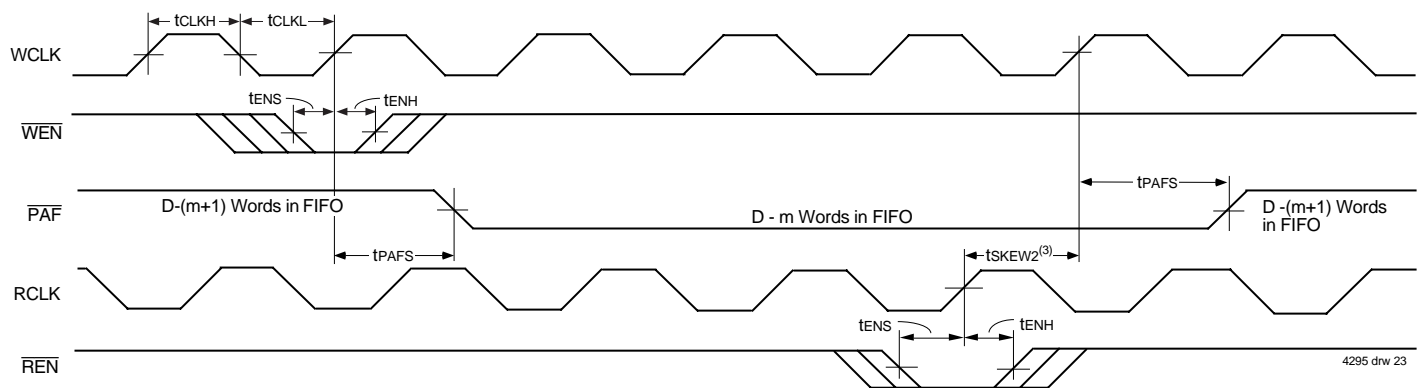 tCLKH
tCLKL
WCLK
tENS
tENH
WEN
tPAFS
PAF
D-(m+1) Words in FIFO
D - m Words in FIFO
D -(m+1) Words
in FIFO
tPAFS
tSKEW2(3)
RCLK
tENS
tENH
REN
4295 drw 23